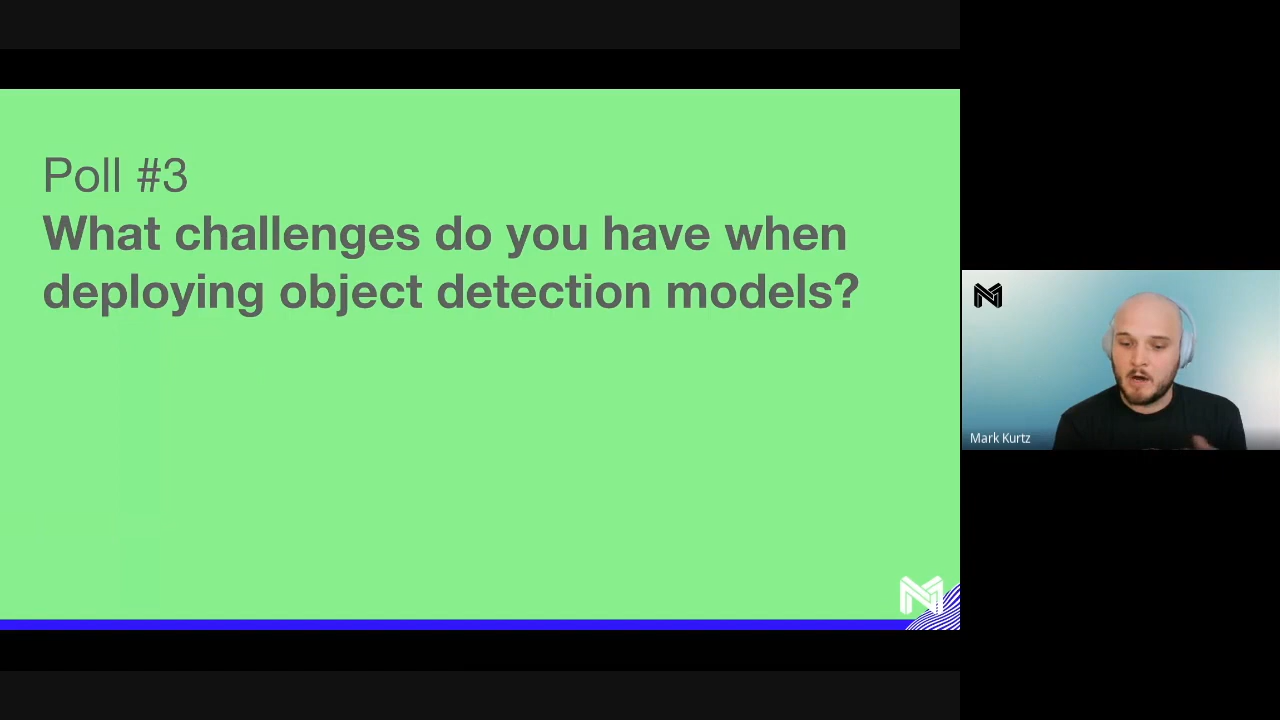 Poll #3
What challenges do you have when
deploying object detection models?
Mark Kurtz